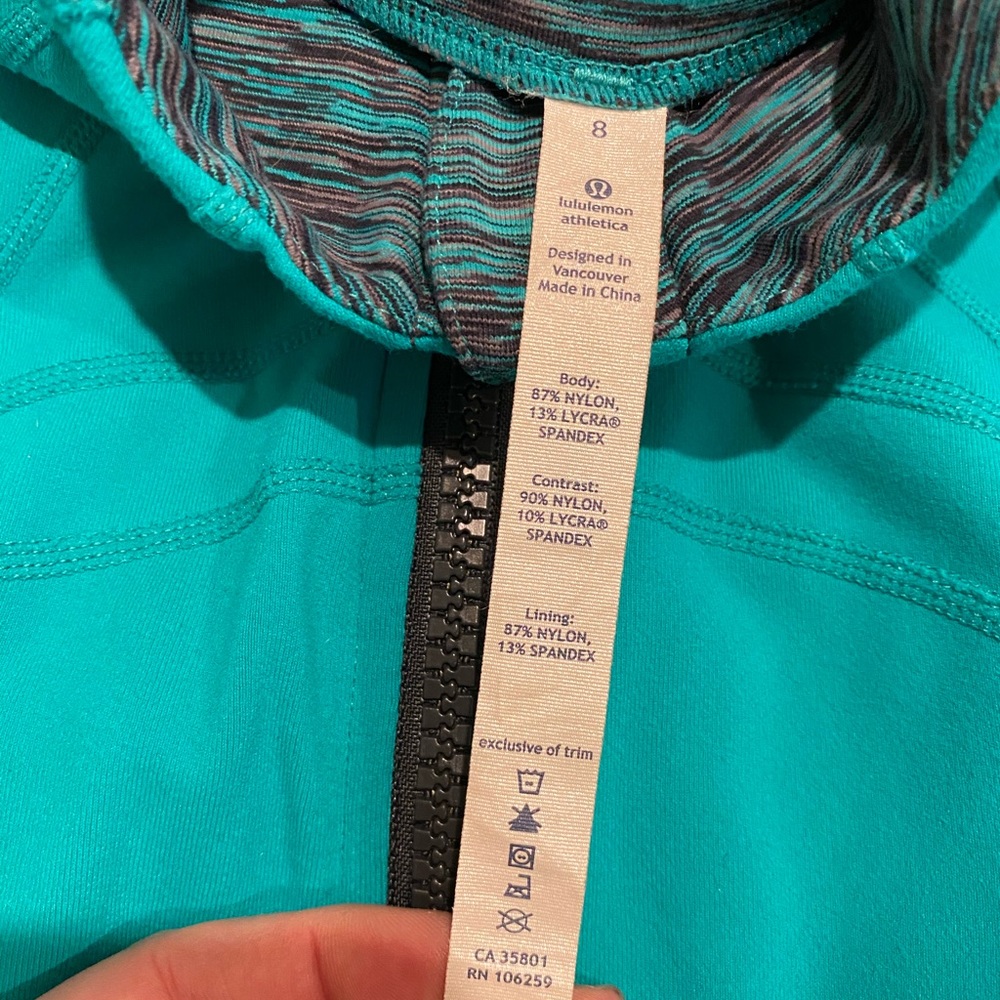 8
lululemon
athletica
Designed in
Vancouver
Made in China
Body:
87% NYLON,
13% LYCRA®
SPANDEX
Contrast:
90% NYLON,
10% LYCRA®
SPANDEX
Lining:
87% NYLON,
13% SPANDEX
exclusive of trim
CA 35801
RN 106259